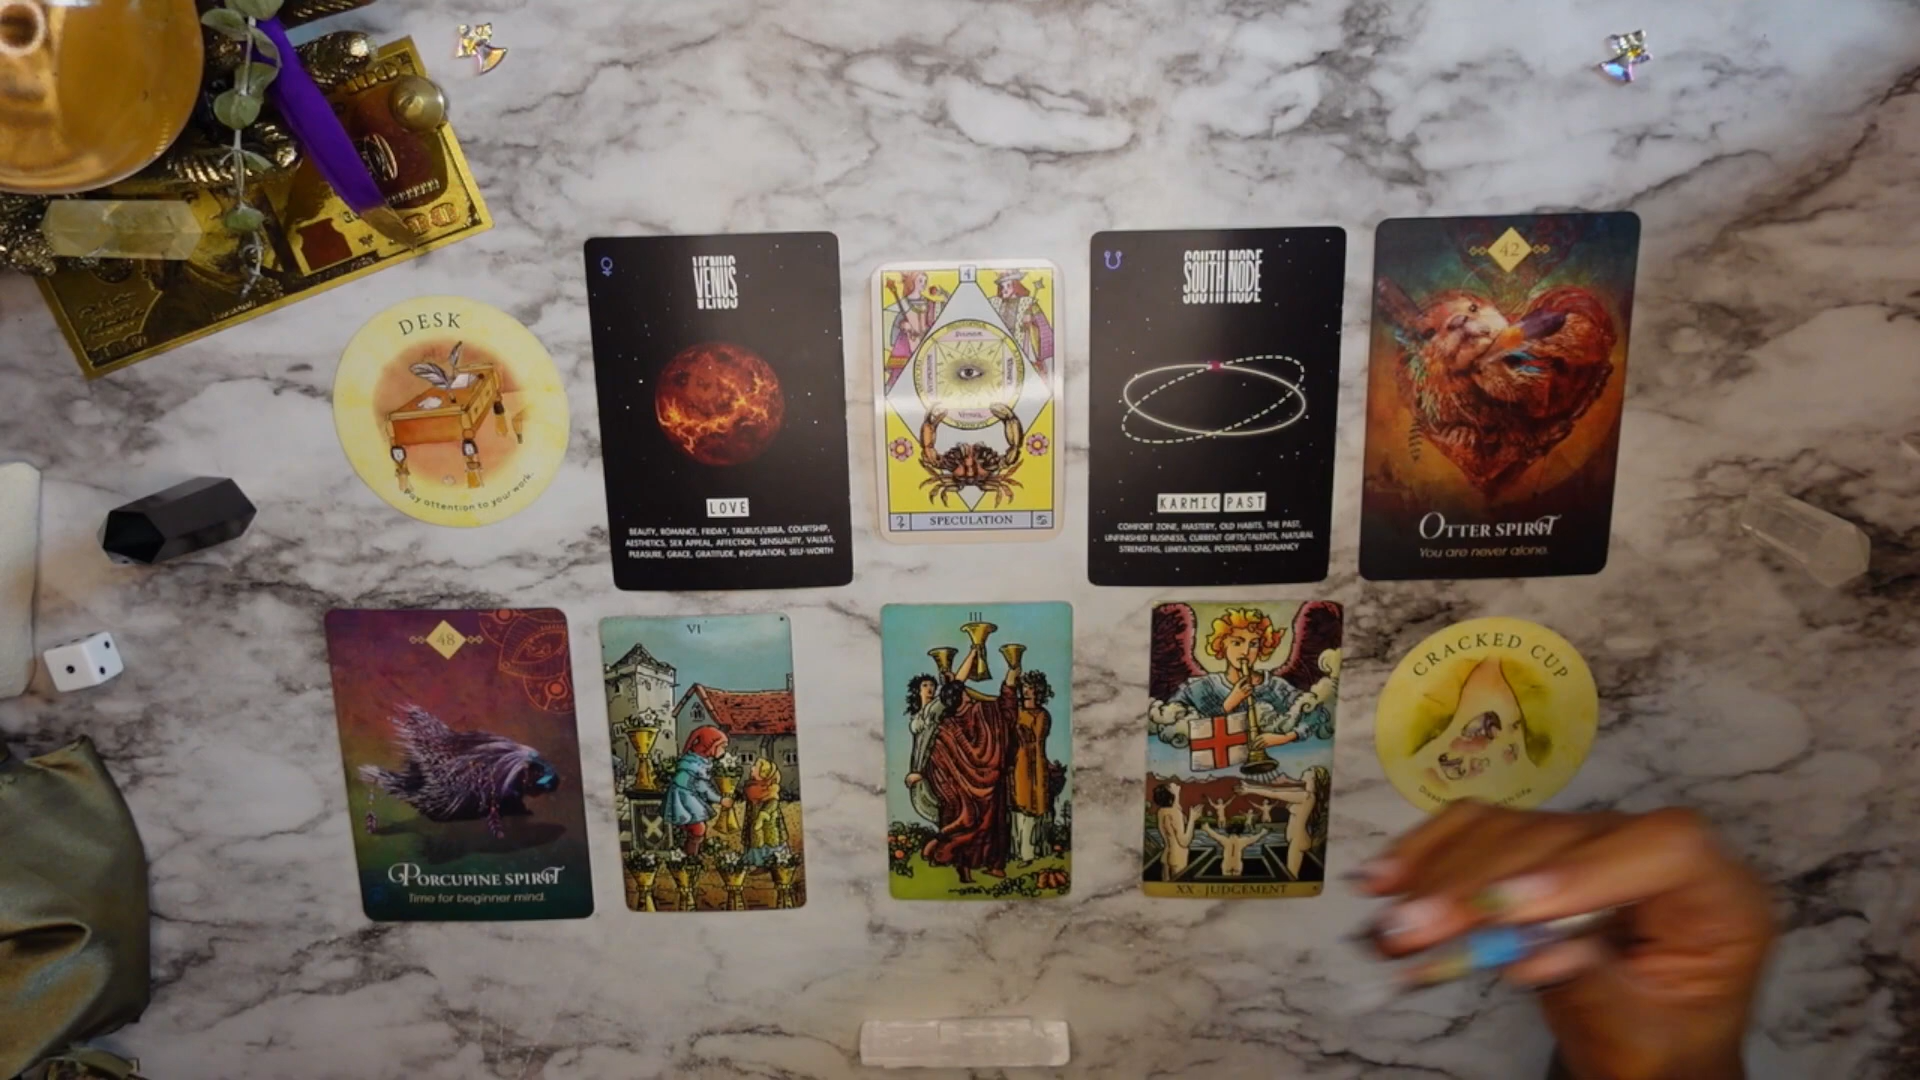 DESK
Pay attention to your work.
VENUS
LOVE
BEAUTY, ROMANCE, FRIDAY, TAURUS/LIBRA, COURTSHIP,
AESTHETICS, SEX APPEAL, AFFECTION, SENSUALITY, VALUES,
PLEASURE, GRACE, GRATITUDE, INSPIRATION, SELF-WORTH
4
SPECULATION
SOUTH NODE
KARMIC PAST
COMFORT ZONE, MASTERY, OLD HABITS, THE PAST,
UNFINISHED BUSINESS, CURRENT GIFTS/TALENTS, NATURAL
STRENGTHS, LIMITATIONS, POTENTIAL STAGNANCY
42
OTTER SPIRIT
You are never alone.
48
PORCUPINE SPIRIT
Time for beginner mind.
VI
III
XX - JUDGEMENT
CRACKED CUP
life.